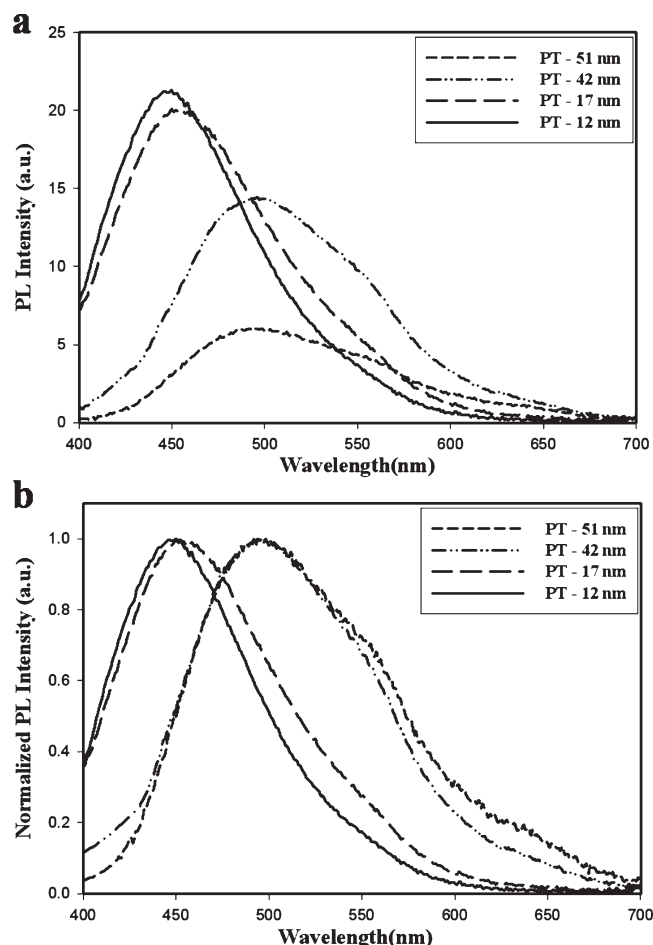 a
25
20
15
10
5
0
PL Intensity (a.u.)
PT - 51 nm
PT - 42 nm
PT - 17 nm
PT - 12 nm
400 450 500 550 600 650 700
Wavelength(nm)
b
1.0
0.8
0.6
0.4
0.2
0.0
Normalized PL Intensity (a.u.)
PT - 51 nm
PT - 42 nm
PT - 17 nm
PT - 12 nm
400 450 500 550 600 650 700
Wavelength(nm)